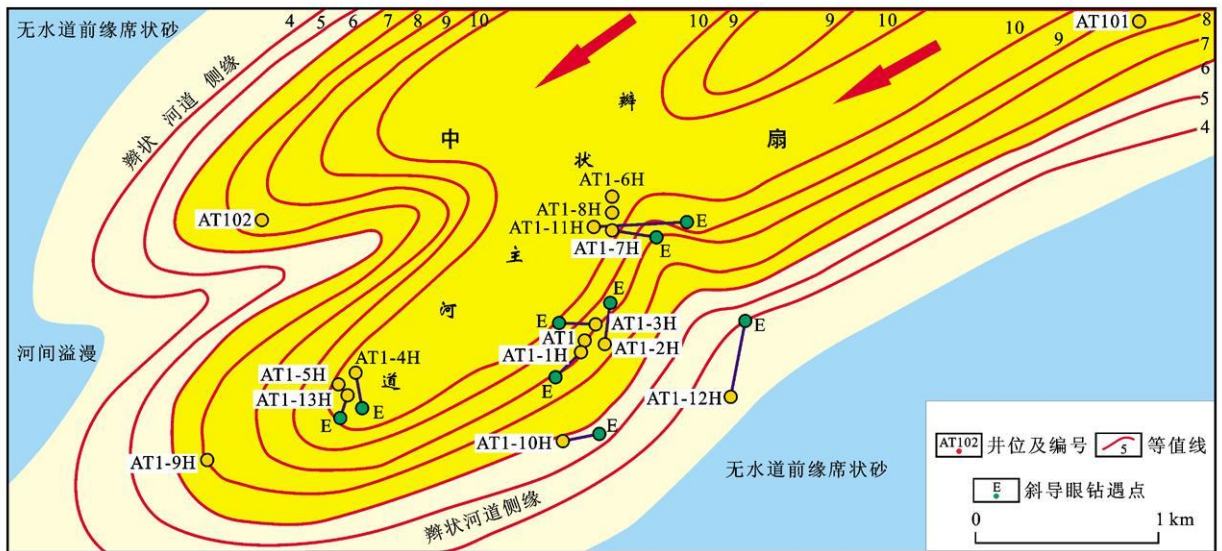 无水道前缘席状砂
4 5 6 7 8 9 10
10 9 9 10 10 9
AT101
8
7
6
5
4
辫状 河道 侧缘
辫
中 扇
状
AT1-6H
AT102
AT1-8H
E
AT1-11H
E
AT1-7H
主
河
E
E
E
AT1-3H
AT1
河间溢漫
AT1-4H
AT1-1H
AT1-2H
AT1-5H
道
E
AT1-13H
E
E
AT1-12H
E
AT1-10H
AT1-9H
无水道前缘席状砂
辫状河道侧缘
AT102 井位及编号 5 等值线
E 斜导眼钻遇点
0 1 km